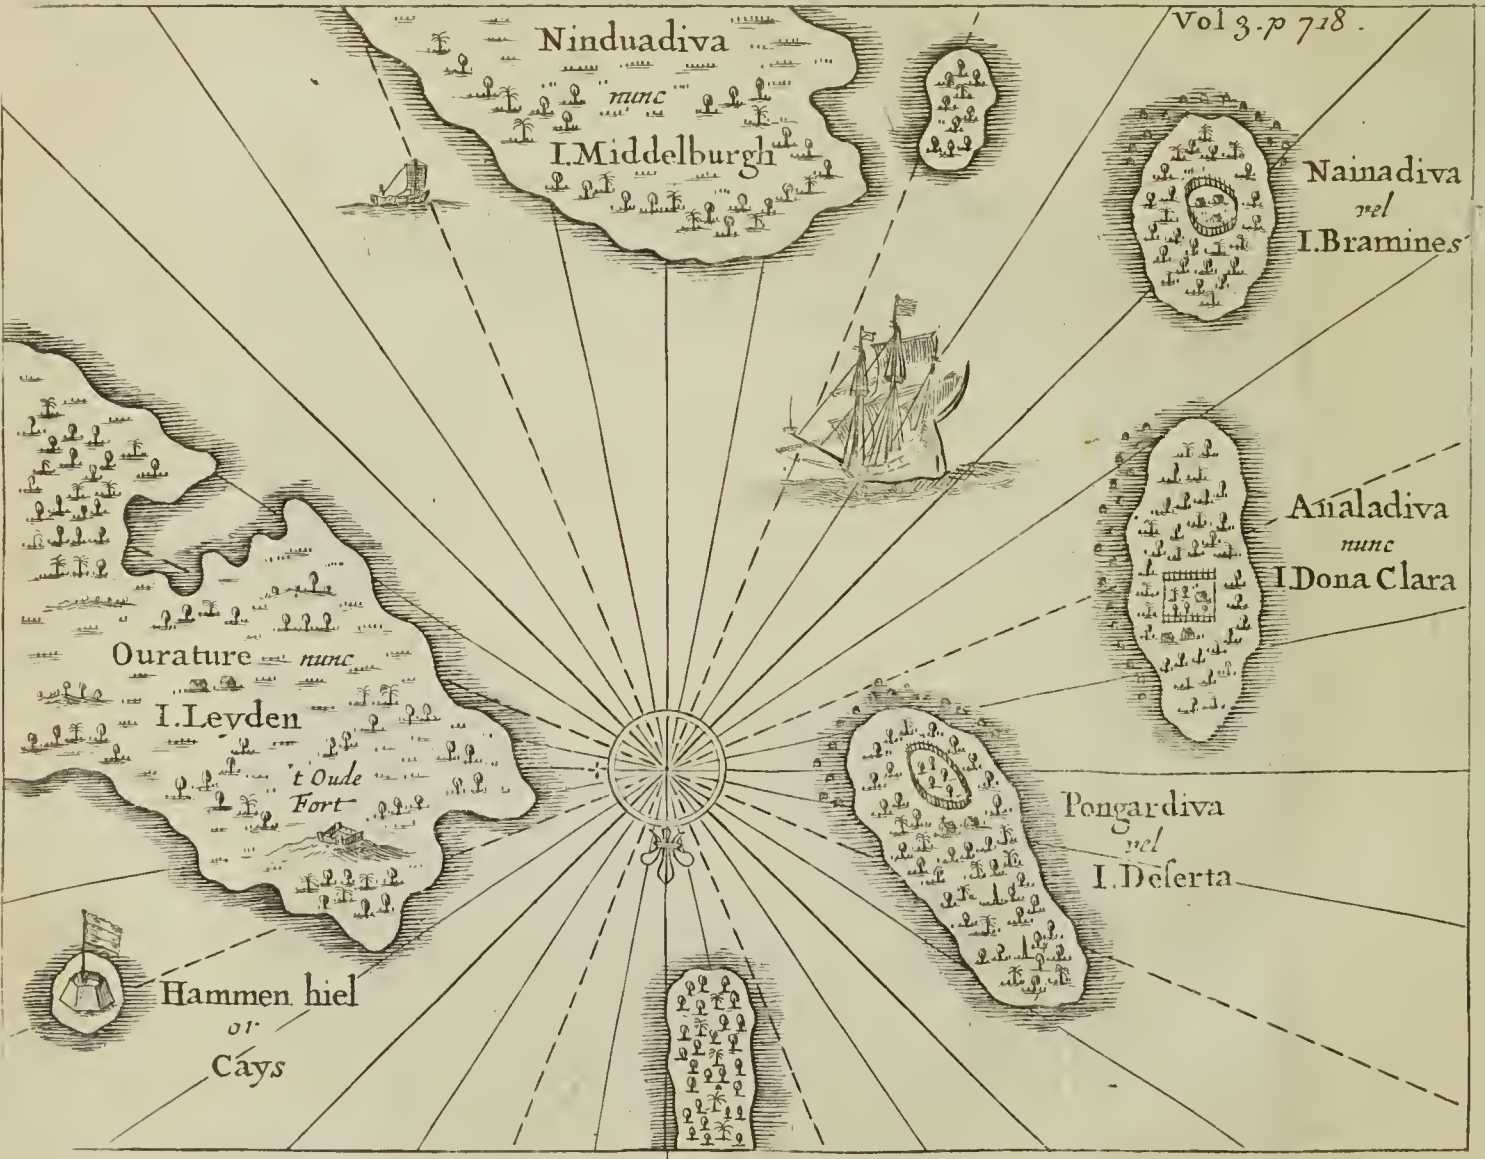 Vol 3. p 718.
Ninduadiva
nunc
I. Middelburgh
Nainadiva
vel
I. Bramines
Analadiva
nunc
I. Dona Clara
Ourature nunc
I. Leyden
't Oude
Fort
Pongardiva
vel
I. Deserta
Hammen hiel
or
Cays